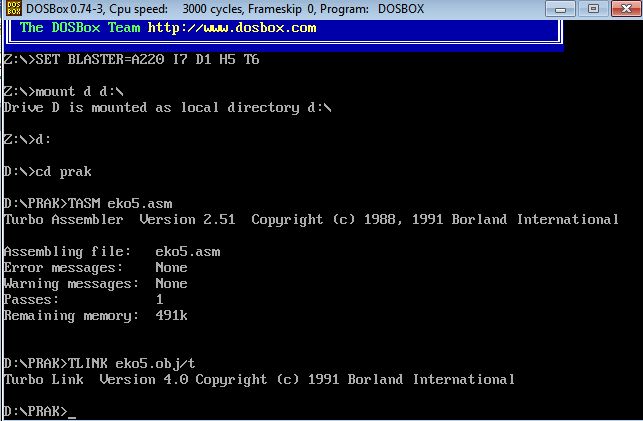 DOSBox 0.74-3, Cpu speed: 3000 cycles, Frameskip 0, Program: DOSBOX
The DOSBox Team http://www.dosbox.com
Z:\>SET BLASTER=A220 I7 D1 H5 T6
Z:\>mount d d:\
Drive D is mounted as local directory d:\
Z:\>d:
D:\>cd prak
D:\PRAK>TASM eko5.asm
Turbo Assembler  Version 2.51  Copyright (c) 1988, 1991 Borland International
Assembling file:   eko5.asm
Error messages:    None
Warning messages:  None
Passes:            1
Remaining memory:  491k
D:\PRAK>TLINK eko5.obj/t
Turbo Link  Version 4.0 Copyright (c) 1991 Borland International
D:\PRAK>_